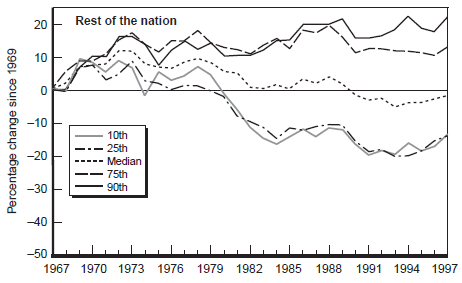 Rest of the nation
Percentage change since 1969
20
10
0
–10
–20
–30
–40
–50
10th
25th
Median
75th
90th
1967 1970 1973 1976 1979 1982 1985 1988 1991 1994 1997